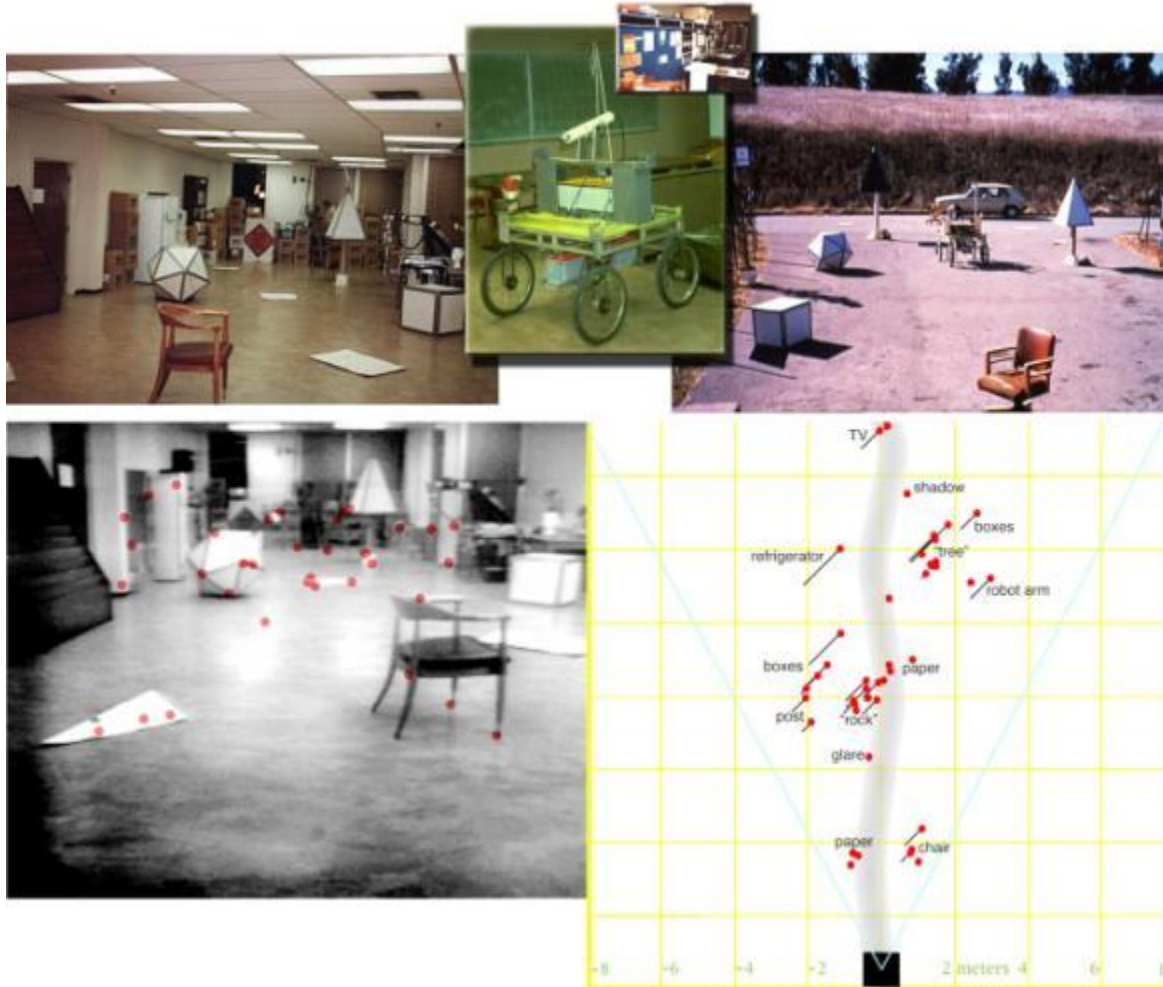 TV
shadow
boxes
refrigerator
"tree"
robot arm
boxes
paper
post
"rock"
glare
paper
chair
-8 -6 -4 -2 2 meters 4 6